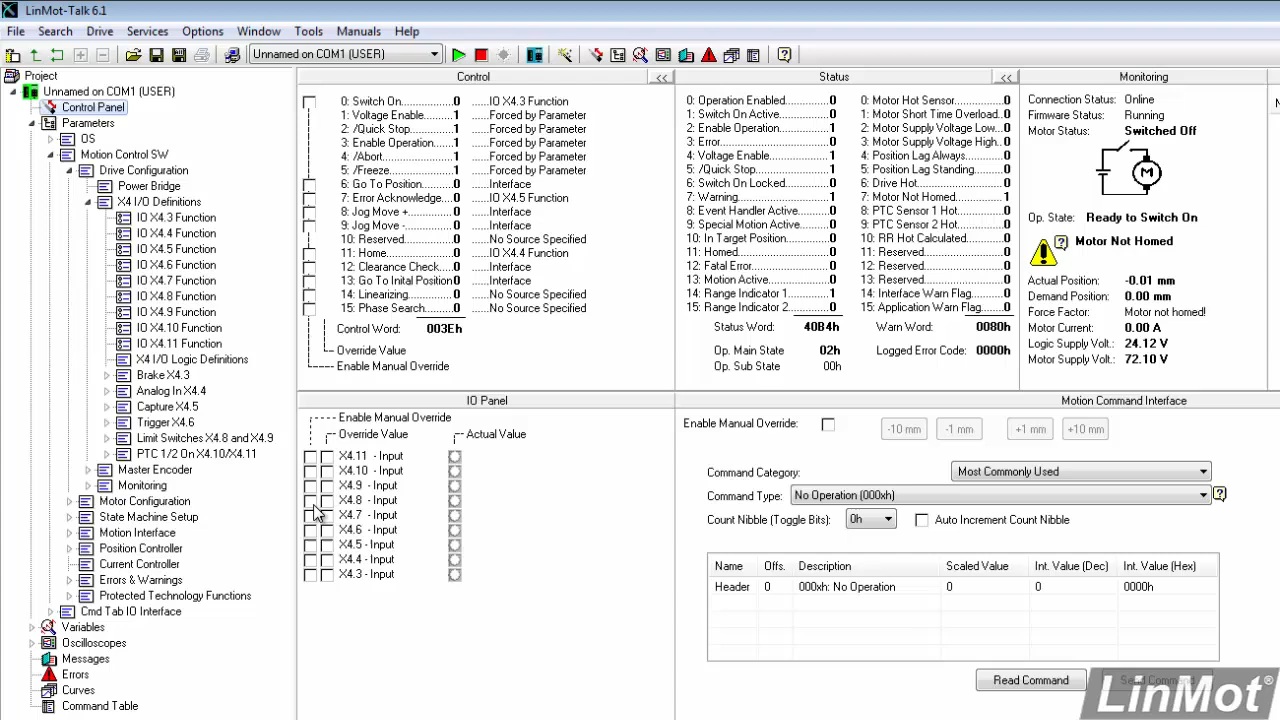 LinMot-Talk 6.1
File Search Drive Services Options Window Tools Manuals Help
Unnamed on COM1 (USER)
Project
Unnamed on COM1 (USER)
Control Panel
Parameters
OS
Motion Control SW
Drive Configuration
Power Bridge
X4 I/O Definitions
IO X4.3 Function
IO X4.4 Function
IO X4.5 Function
IO X4.6 Function
IO X4.7 Function
IO X4.8 Function
IO X4.9 Function
IO X4.10 Function
IO X4.11 Function
X4 I/O Logic Definitions
Brake X4.3
Analog In X4.4
Capture X4.5
Trigger X4.6
Limit Switches X4.8 and X4.9
PTC 1/2 On X4.10/X4.11
Master Encoder
Monitoring
Motor Configuration
State Machine Setup
Motion Interface
Position Controller
Current Controller
Errors & Warnings
Protected Technology Functions
Cmd Tab IO Interface
Variables
Oscilloscopes
Messages
Errors
Curves
Command Table
Control <<
0: Switch On...0 .....IO X4.3 Function
1: Voltage Enable...1 .....Forced by Parameter
2: /Quick Stop...1 .....Forced by Parameter
3: Enable Operation...1 .....Forced by Parameter
4: /Abort...1 .....Forced by Parameter
5: /Freeze...1 .....Forced by Parameter
6: Go To Position...0 .....Interface
7: Error Acknowledge...0 .....IO X4.5 Function
8: Jog Move +...0 .....Interface
9: Jog Move -...0 .....Interface
10: Reserved...0 .....No Source Specified
11: Home...0 .....IO X4.4 Function
12: Clearance Check...0 .....Interface
13: Go To Inital Position0 .....Interface
14: Linearizing...0 .....No Source Specified
15: Phase Search...0 .....No Source Specified
Control Word: 003Eh
Override Value
Enable Manual Override
Status <<
0: Operation Enabled...0 0: Motor Hot Sensor...0
1: Switch On Active...0 1: Motor Short Time Overload...0
2: Enable Operation...1 2: Motor Supply Voltage Low...0
3: Error...0 3: Motor Supply Voltage High...0
4: Voltage Enable...1 4: Position Lag Always...0
5: /Quick Stop...1 5: Position Lag Standing...0
6: Switch On Locked...0 6: Drive Hot...0
7: Warning...1 7: Motor Not Homed...1
8: Event Handler Active...0 8: PTC Sensor 1 Hot...0
9: Special Motion Active...0 9: PTC Sensor 2 Hot...0
10: In Target Position...0 10: RR Hot Calculated...0
11: Homed...0 11: Reserved...0
12: Fatal Error...0 12: Reserved...0
13: Motion Active...0 13: Reserved...0
14: Range Indicator 1...1 14: Interface Warn Flag...0
15: Range Indicator 2...0 15: Application Warn Flag...0
Status Word: 40B4h Warn Word: 0080h
Op. Main State 02h Logged Error Code: 0000h
Op. Sub State 00h
Monitoring
Connection Status: Online
Firmware Status: Running
Motor Status: Switched Off
M
Op. State: Ready to Switch On
Motor Not Homed
Actual Position: -0.01 mm
Demand Position: 0.00 mm
Force Factor: Motor not homed!
Motor Current: 0.00 A
Logic Supply Volt.: 24.12 V
Motor Supply Volt.: 72.10 V
IO Panel
Enable Manual Override
Override Value Actual Value
X4.11 - Input
X4.10 - Input
X4.9 - Input
X4.8 - Input
X4.7 - Input
X4.6 - Input
X4.5 - Input
X4.4 - Input
X4.3 - Input
Motion Command Interface
Enable Manual Override: -10 mm -1 mm +1 mm +10 mm
Command Category: Most Commonly Used
Command Type: No Operation (000xh)
Count Nibble (Toggle Bits): 0h Auto Increment Count Nibble
Name Offs. Description Scaled Value Int. Value (Dec) Int. Value (Hex)
Header 0 000xh: No Operation 0 0 0000h
Read Command Send Command
LinMot®